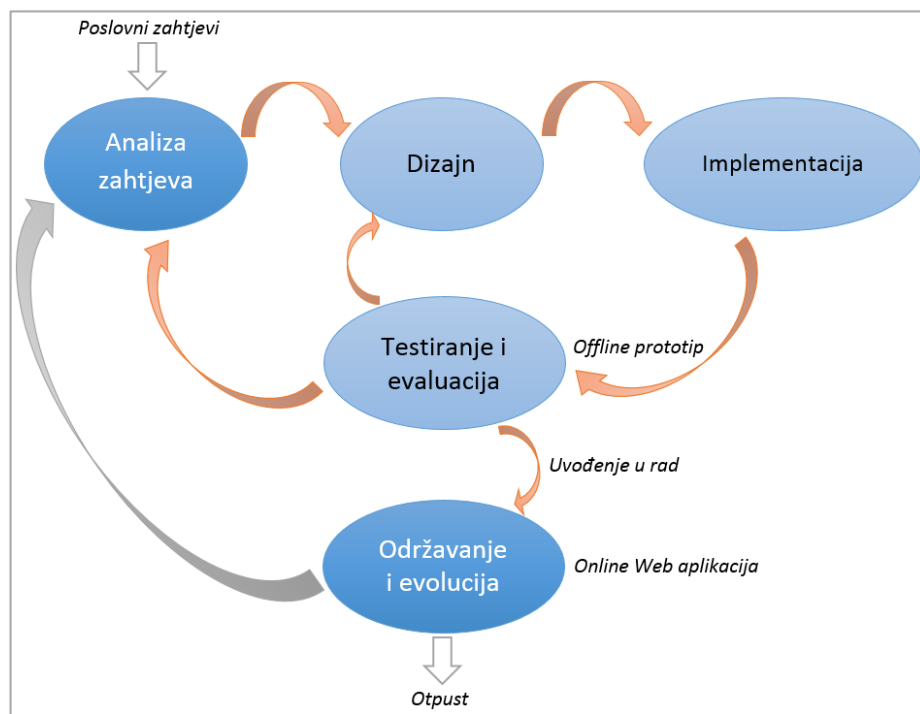 Poslovni zahtjevi
Analiza
zahtjeva
Dizajn
Implementacija
Testiranje i
evaluacija
Offline prototip
Uvođenje u rad
Održavanje
i evolucija
Online Web aplikacija
Otpust